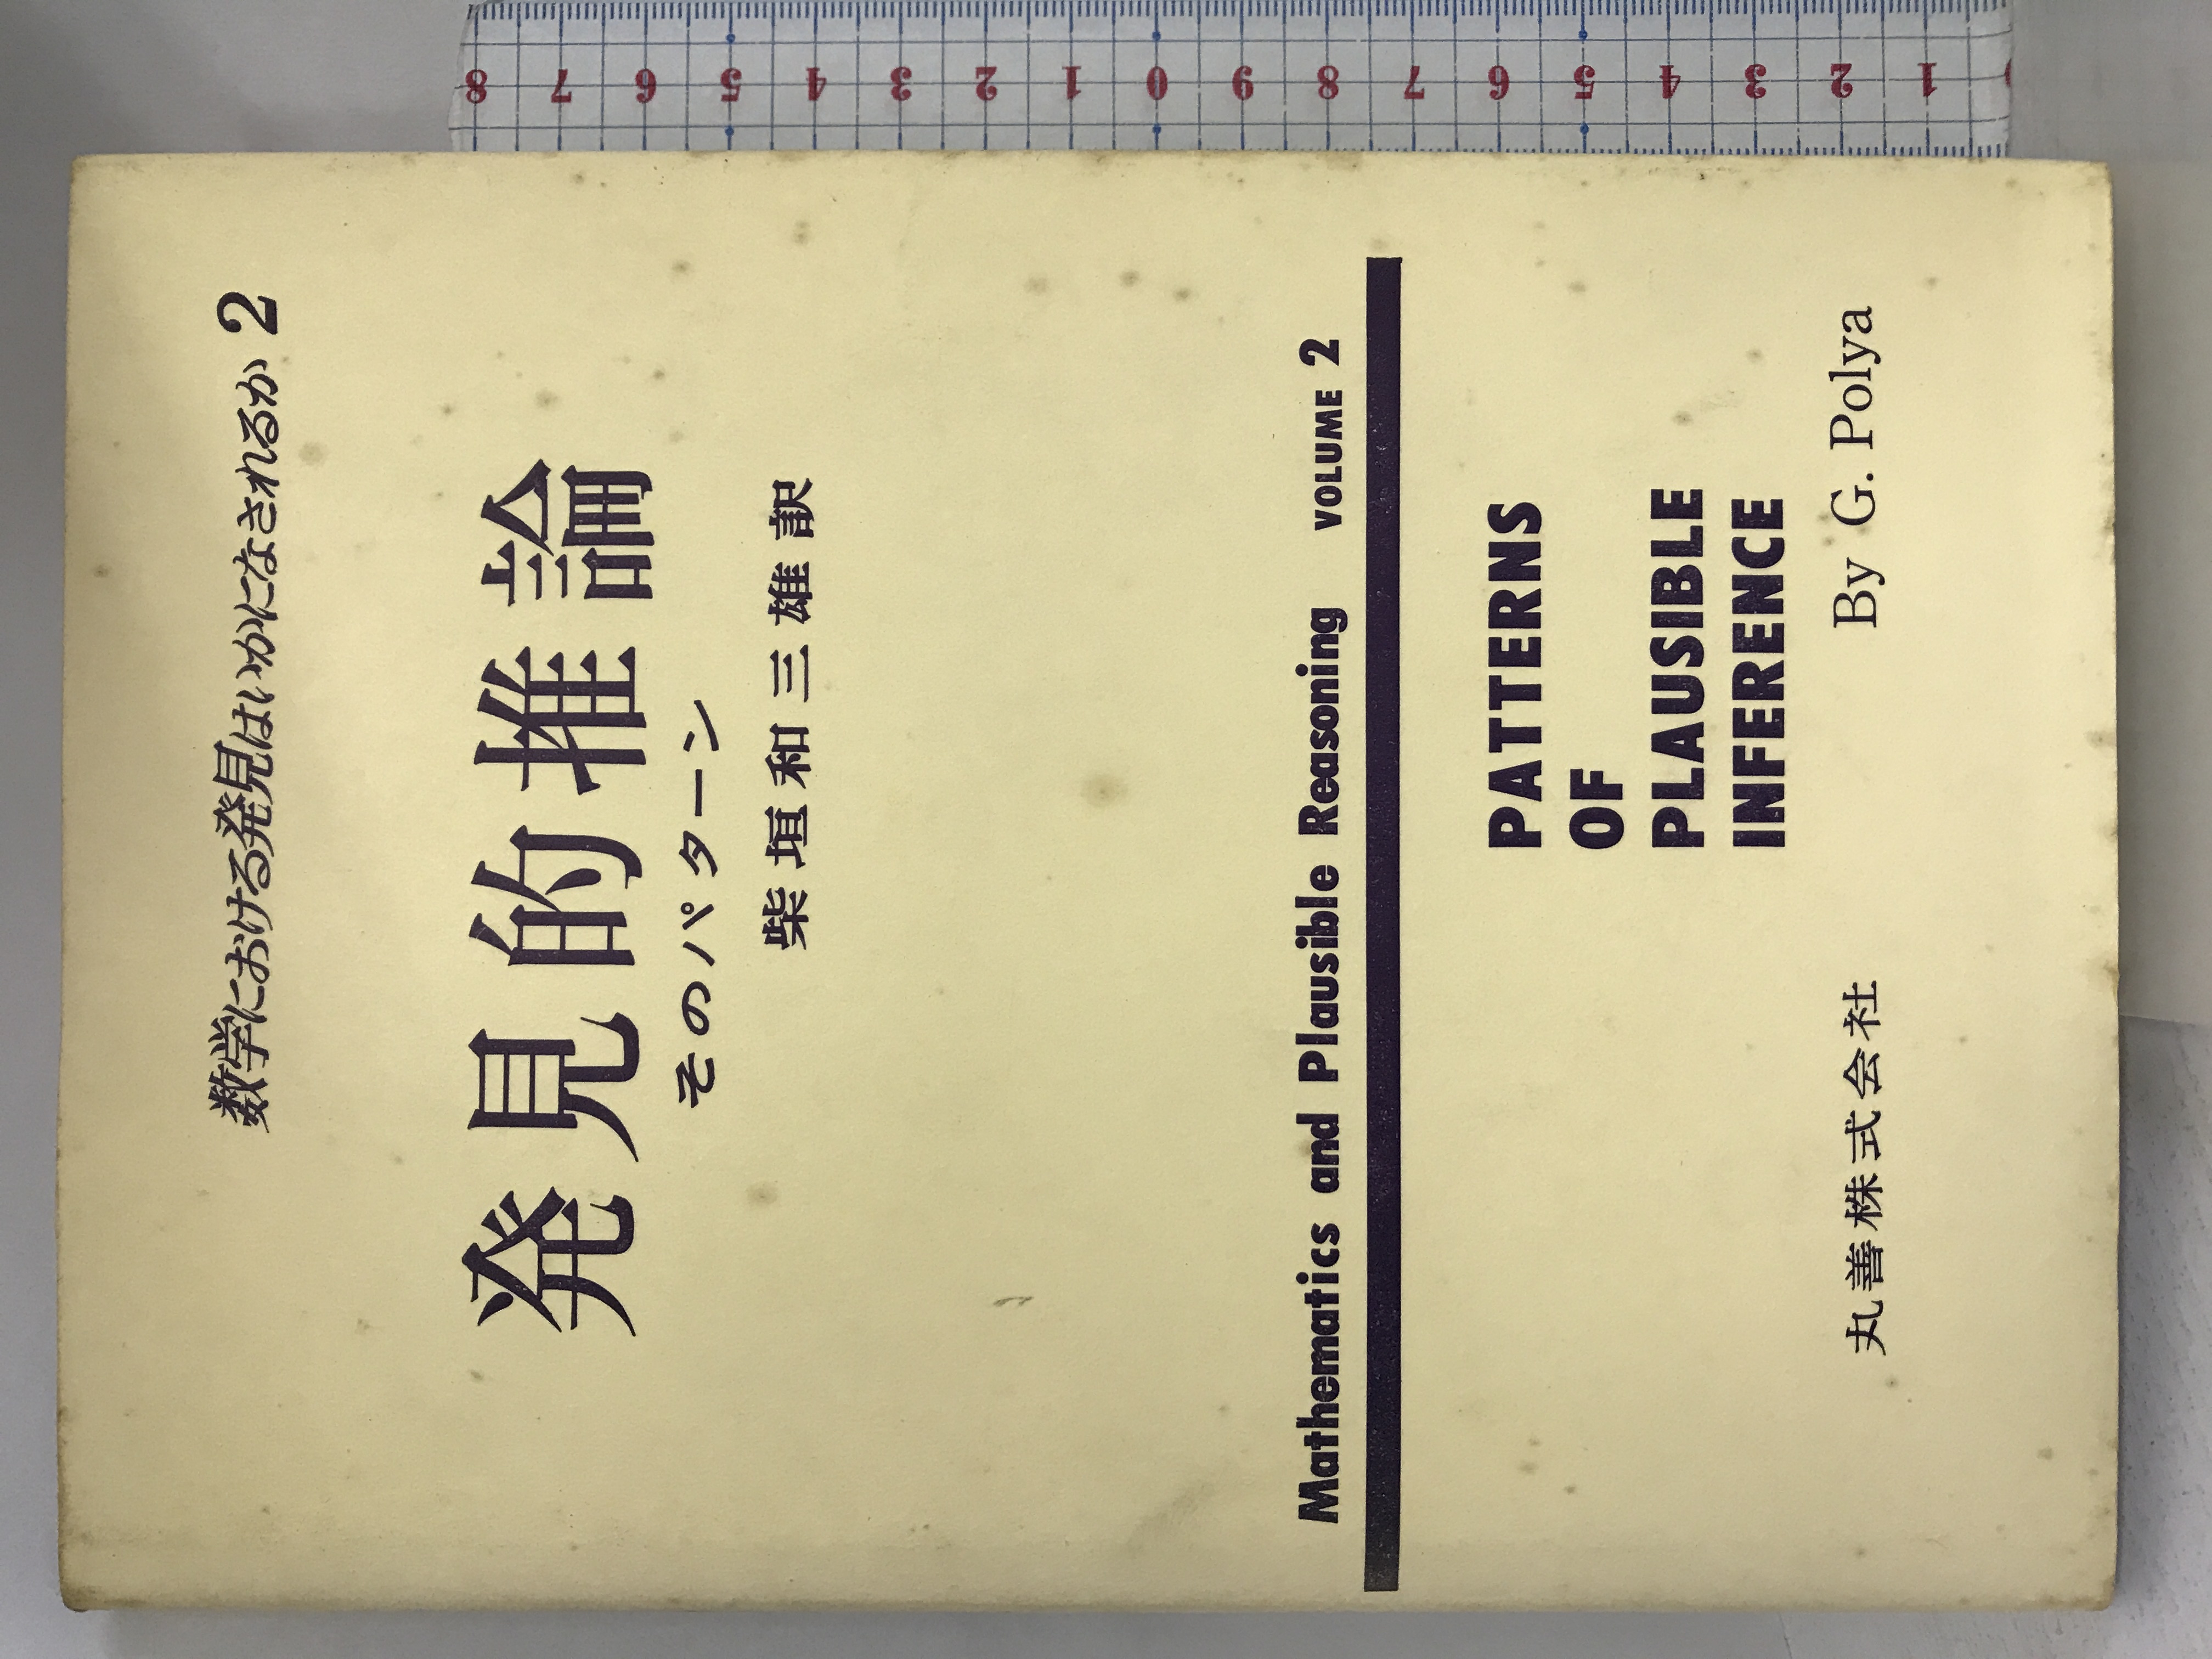 数学における発見はいかになされるか 2
発見的推論
そのパターン
柴垣和三雄訳
Mathematics and Plausible Reasoning VOLUME 2
PATTERNS
OF
PLAUSIBLE
INFERENCE
By G. Polya
丸善株式会社
8 7 6 5 4 3 2 1 0 9 8 7 6 5 4 3 2 1